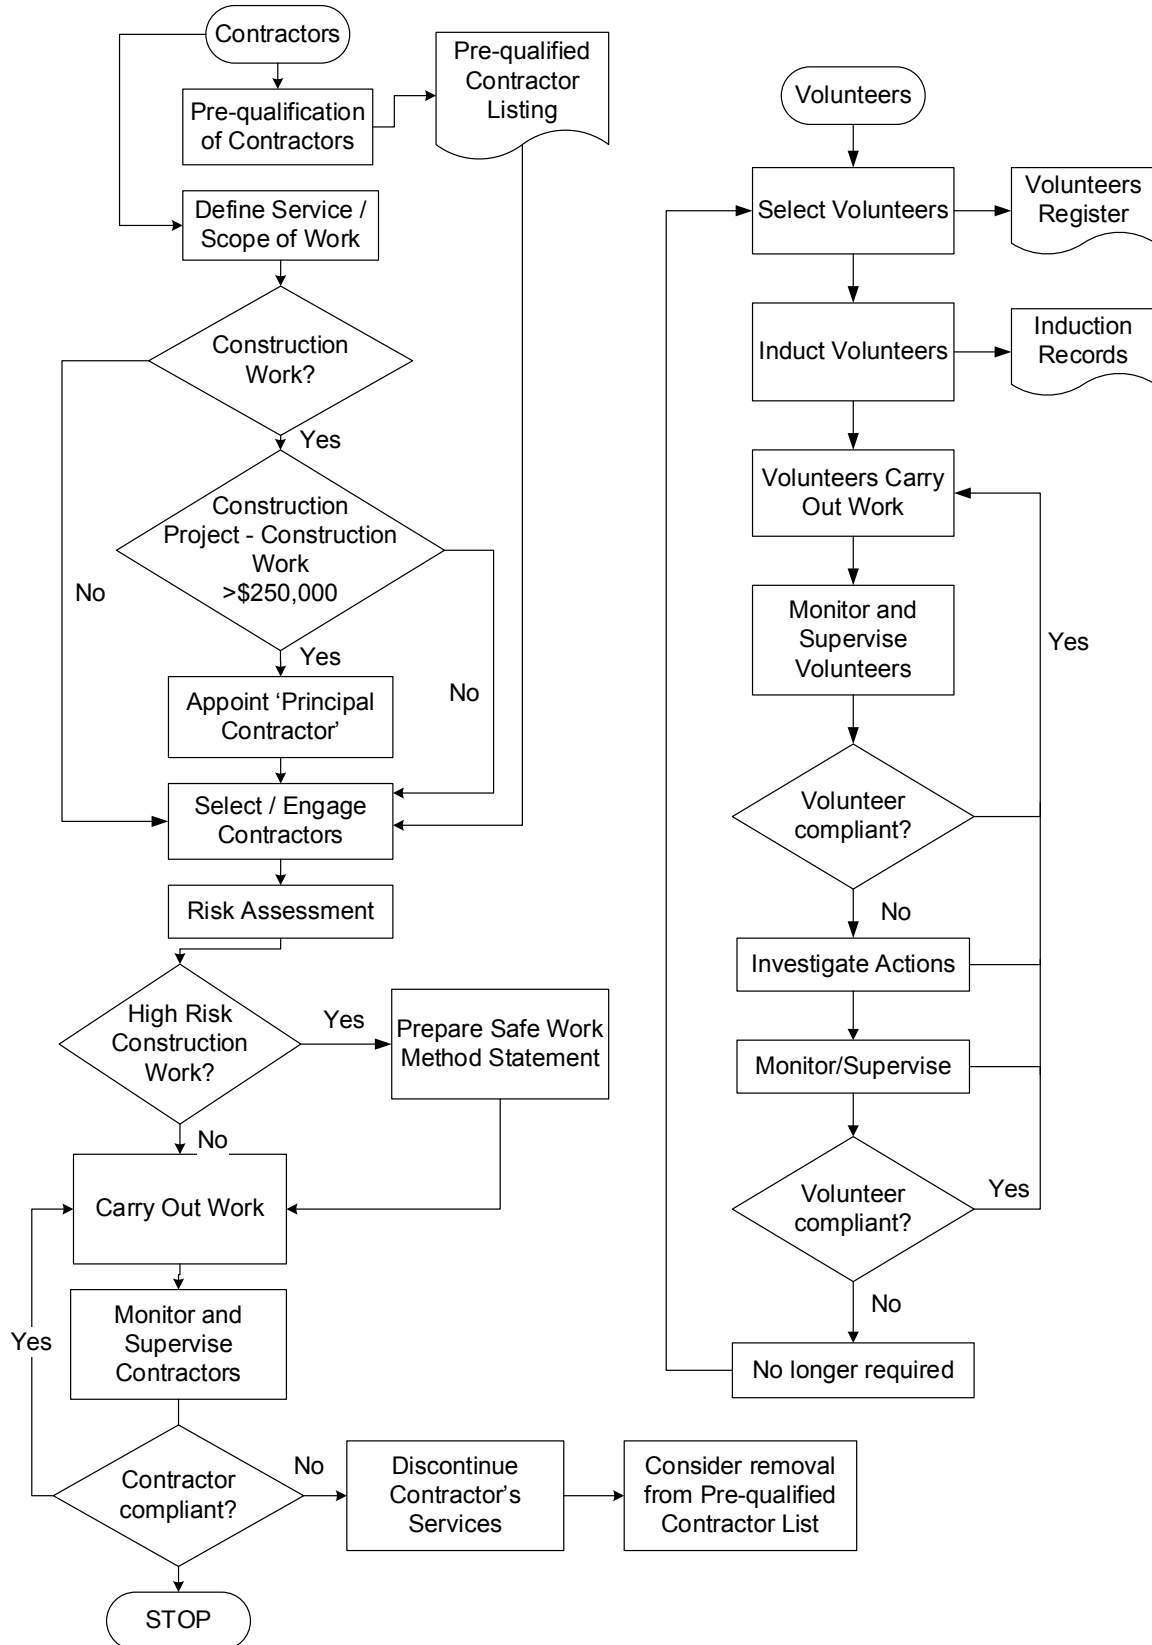 Contractors
Pre-qualification
of Contractors
Pre-qualified
Contractor
Listing
Define Service /
Scope of Work
Construction
Work?
Yes
No
Construction
Project - Construction
Work
>$250,000
Yes
No
Appoint ‘Principal
Contractor’
Select / Engage
Contractors
Risk Assessment
High Risk
Construction
Work?
Yes
Prepare Safe Work
Method Statement
No
Carry Out Work
Monitor and
Supervise
Contractors
Yes
Contractor
compliant?
No
Discontinue
Contractor’s
Services
Consider removal
from Pre-qualified
Contractor List
STOP
Volunteers
Select Volunteers
Volunteers
Register
Induct Volunteers
Induction
Records
Volunteers Carry
Out Work
Monitor and
Supervise
Volunteers
Yes
Volunteer
compliant?
No
Investigate Actions
Monitor/Supervise
Volunteer
compliant?
Yes
No
No longer required